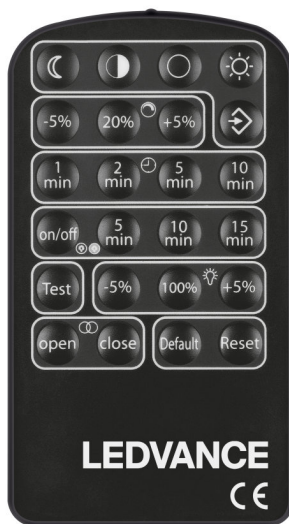 -5% 20% +5%
1 min 2 min 5 min 10 min
on/off 5 min 10 min 15 min
Test -5% 100% +5%
open close Default Reset
LEDVANCE
CE